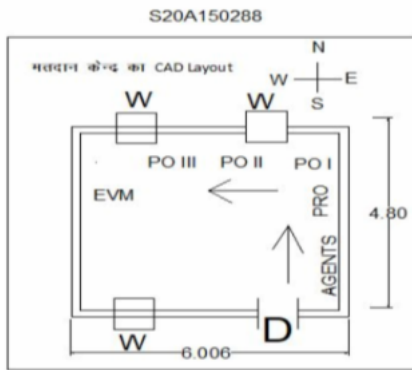 S20A150288
N
मतदान केन्द्र का CAD Layout
W E
S
W W
PO III PO II PO I
EVM
PRO
4.80
AGENTS
W
D
6.006